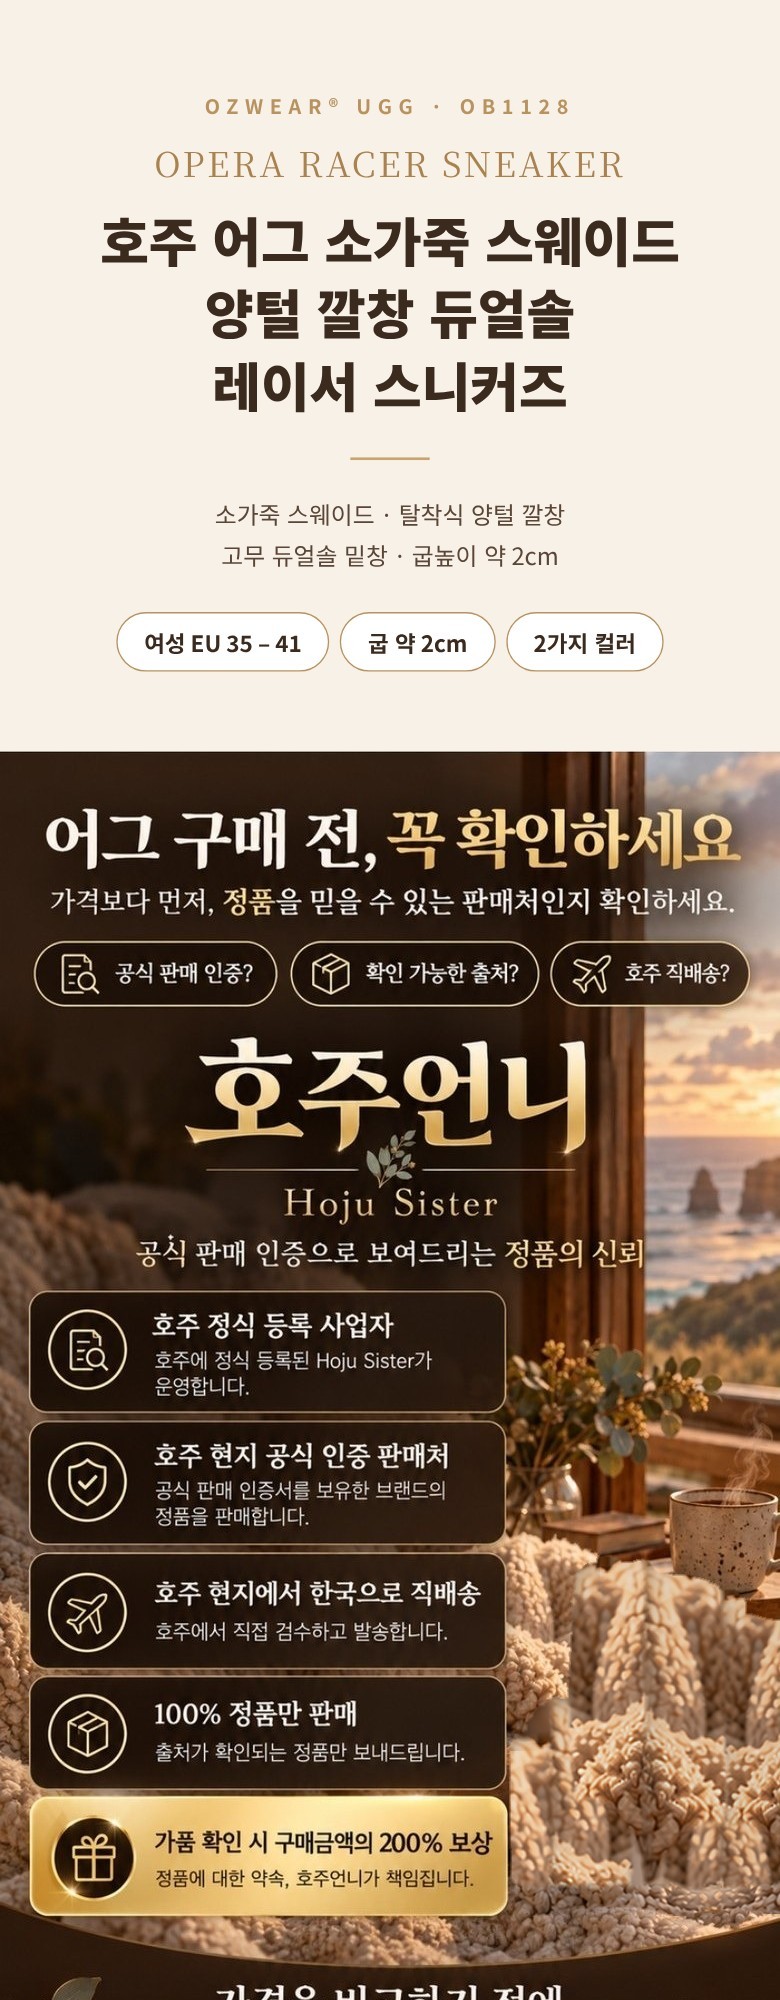 OZWEAR® UGG · OB1128
OPERA RACER SNEAKER
호주 어그 소가죽 스웨이드
양털 깔창 듀얼솔
레이서 스니커즈
소가죽 스웨이드 · 탈착식 양털 깔창
고무 듀얼솔 밑창 · 굽높이 약 2cm
여성 EU 35 – 41
굽 약 2cm
2가지 컬러
어그 구매 전, 꼭 확인하세요
가격보다 먼저, 정품을 믿을 수 있는 판매처인지 확인하세요.
공식 판매 인증?
확인 가능한 출처?
호주 직배송?
호주언니
Hoju Sister
공식 판매 인증으로 보여드리는 정품의 신뢰
호주 정식 등록 사업자
호주에 정식 등록된 Hoju Sister가
운영합니다.
호주 현지 공식 인증 판매처
공식 판매 인증서를 보유한 브랜드의
정품을 판매합니다.
호주 현지에서 한국으로 직배송
호주에서 직접 검수하고 발송합니다.
100% 정품만 판매
출처가 확인되는 정품만 보내드립니다.
가품 확인 시 구매금액의 200% 보상
정품에 대한 약속, 호주언니가 책임집니다.
가격을 비교하기 전에